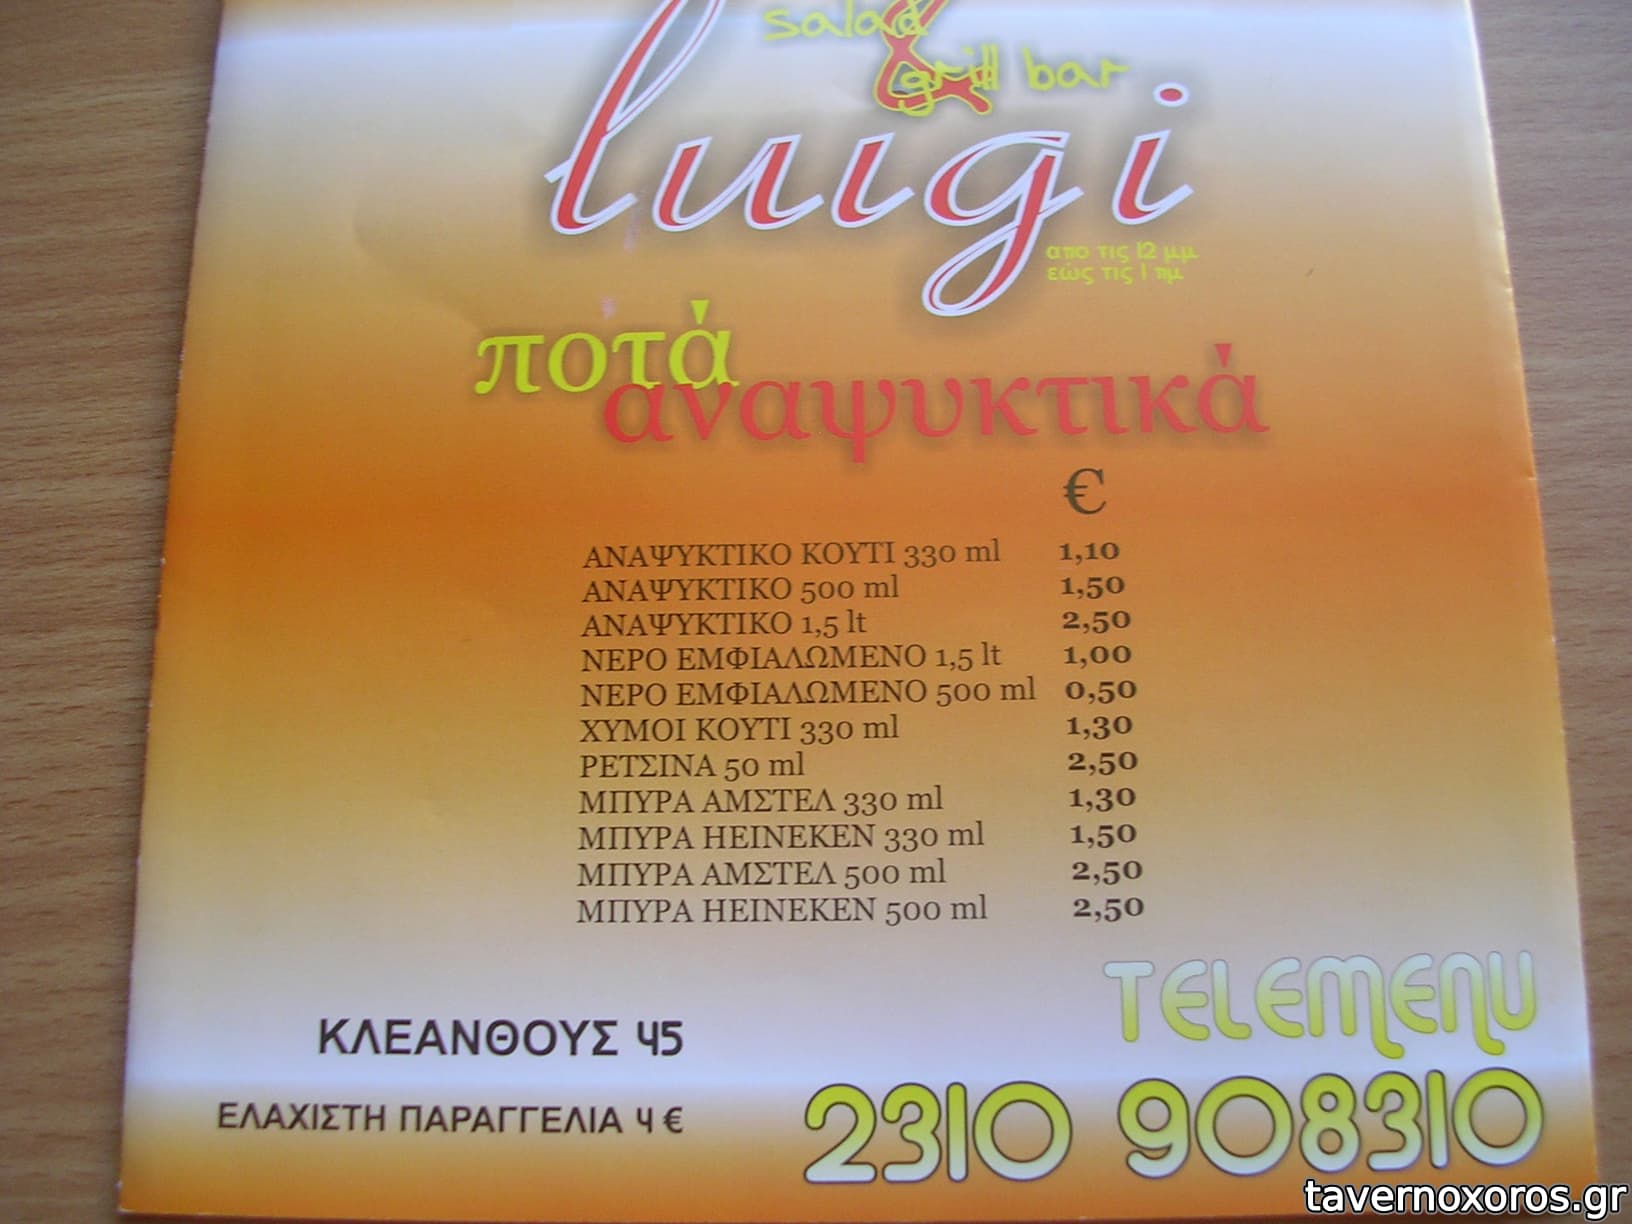 salad
& grill bar
luigi
απο τις 12 μμ
εώς τις 1 πμ
ποτά
αναψυκτικά
€
ΑΝΑΨΥΚΤΙΚΟ ΚΟΥΤΙ 330 ml 1,10
ΑΝΑΨΥΚΤΙΚΟ 500 ml 1,50
ΑΝΑΨΥΚΤΙΚΟ 1,5 lt 2,50
ΝΕΡΟ ΕΜΦΙΑΛΩΜΕΝΟ 1,5 lt 1,00
ΝΕΡΟ ΕΜΦΙΑΛΩΜΕΝΟ 500 ml 0,50
ΧΥΜΟΙ ΚΟΥΤΙ 330 ml 1,30
ΡΕΤΣΙΝΑ 50 ml 2,50
ΜΠΥΡΑ ΑΜΣΤΕΛ 330 ml 1,30
ΜΠΥΡΑ HEINEKEN 330 ml 1,50
ΜΠΥΡΑ ΑΜΣΤΕΛ 500 ml 2,50
ΜΠΥΡΑ HEINEKEN 500 ml 2,50
TELEMENU
ΚΛΕΑΝΘΟΥΣ 45
ΕΛΑΧΙΣΤΗ ΠΑΡΑΓΓΕΛΙΑ 4 €
2310 908310
tavernoxoros.gr